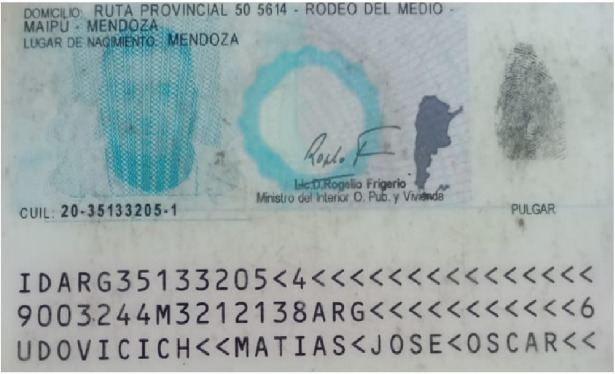 DOMICILIO: RUTA PROVINCIAL 50 5614 - RODEO DEL MEDIO -
MAIPU - MENDOZA
LUGAR DE NACIMIENTO: MENDOZA
Lic.D.Rogelio Frigerio
Ministro del Interior O. Pub. y Vivienda
CUIL: 20-35133205-1
PULGAR
IDARG35133205<4<<<<<<<<<<<<<<<
9003244M3212138ARG<<<<<<<<<<<6
UDOVICICH<<MATIAS<JOSE<OSCAR<<